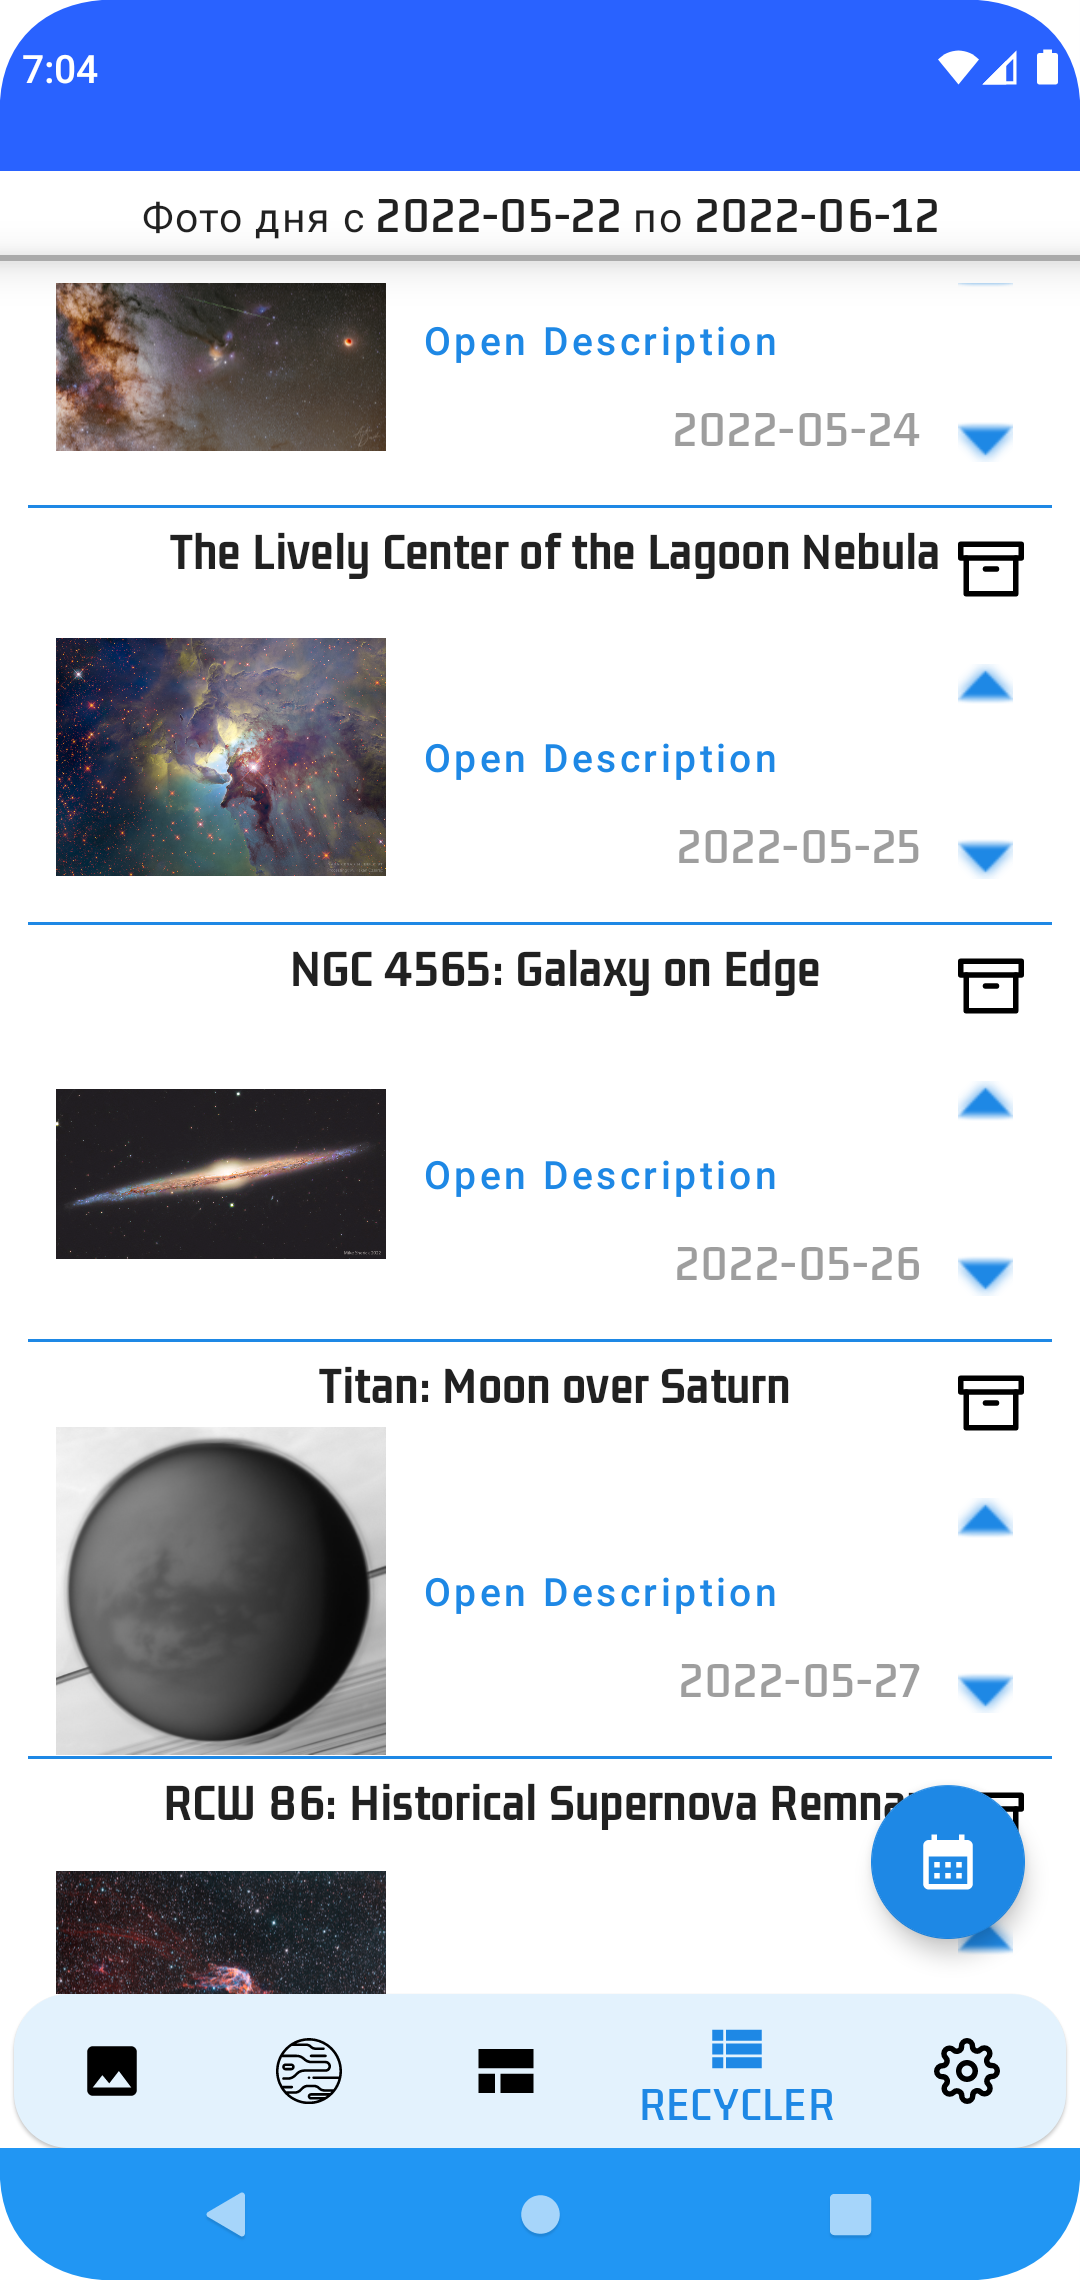 7:04
Фото дня с 2022-05-22 по 2022-06-12
Open Description
2022-05-24
The Lively Center of the Lagoon Nebula
Open Description
2022-05-25
NGC 4565: Galaxy on Edge
Open Description
2022-05-26
Titan: Moon over Saturn
Open Description
2022-05-27
RCW 86: Historical Supernova
RECYCLER